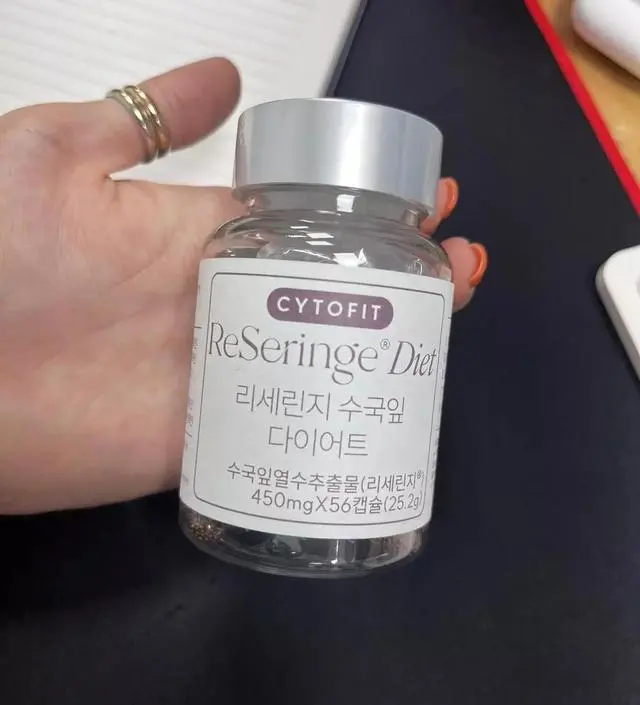 CYTOFIT
ReSeringe® Diet
리세린지 수국잎
다이어트
수국잎열수추출물(리세린지®)
450mgX56캡슐(25.2g)